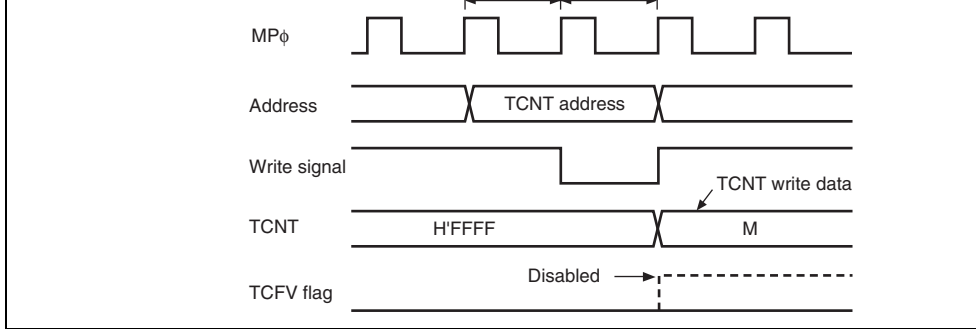 MPϕ
Address
TCNT address
Write signal
TCNT write data
TCNT
H'FFFF
M
Disabled
TCFV flag